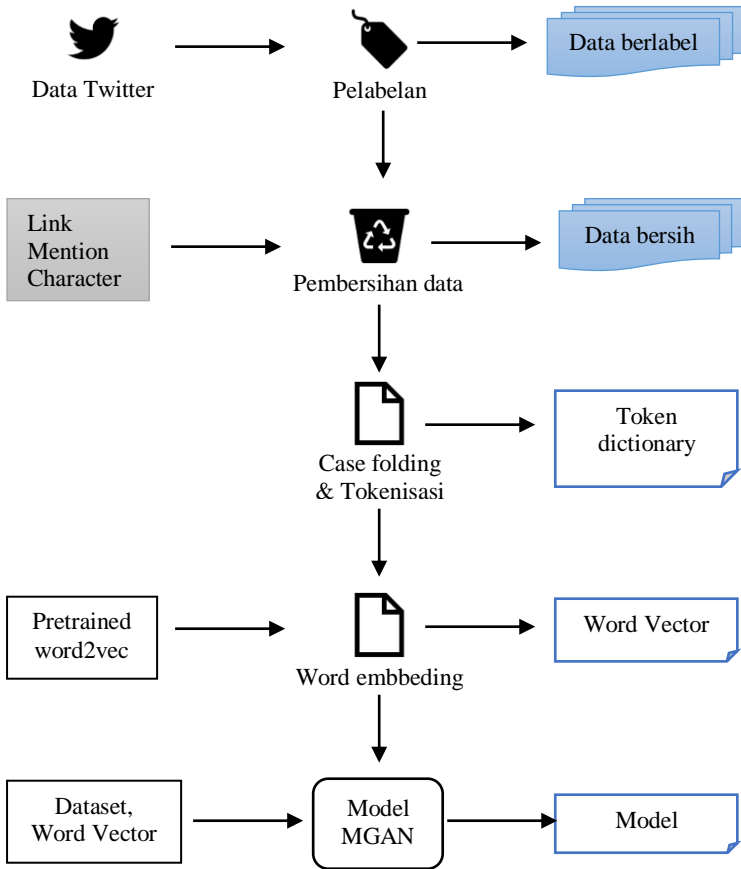 Data Twitter
Pelabelan
Data berlabel
Link
Mention
Character
Pembersihan data
Data bersih
Case folding
& Tokenisasi
Token
dictionary
Pretrained
word2vec
Word embbeding
Word Vector
Dataset,
Word Vector
Model
MGAN
Model